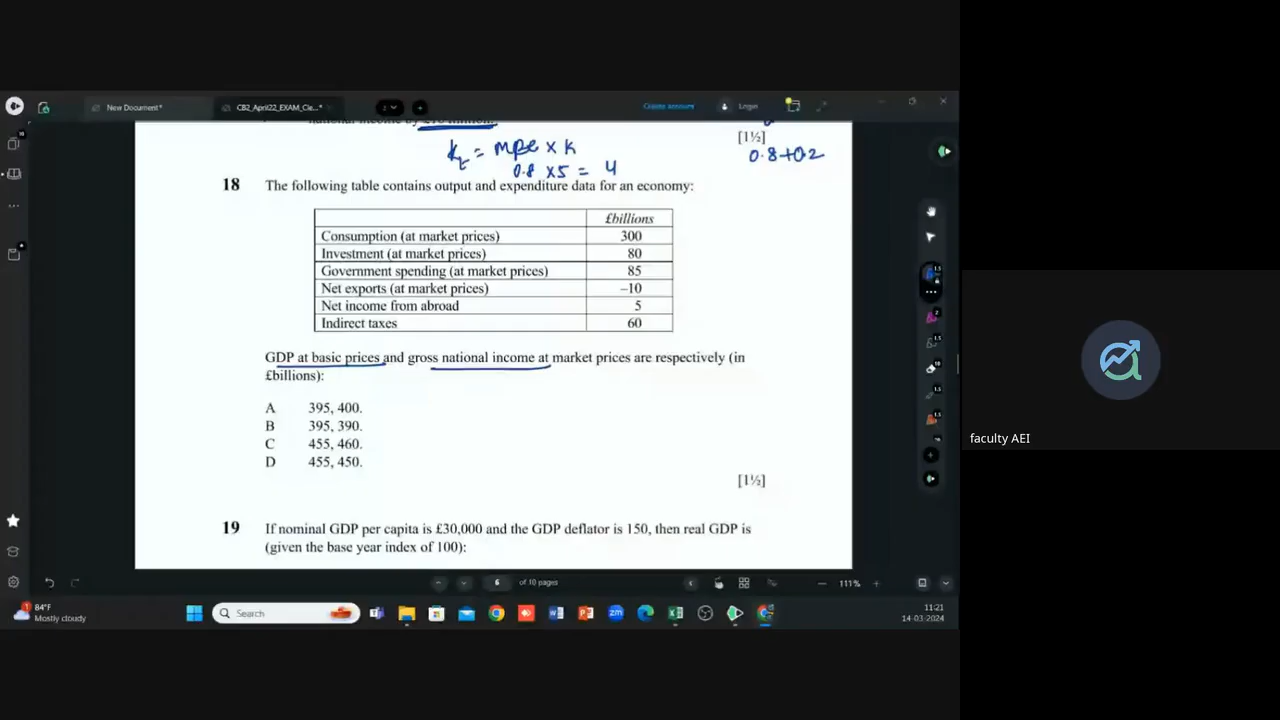 New Document*
CB2_April22_EXAM_Cle...*
2
Create account
Login
[1½]
0.8+0.2
kt = mpc x k
0.8 x5 = 4
18 The following table contains output and expenditure data for an economy:
£billions
Consumption (at market prices) 300
Investment (at market prices) 80
Government spending (at market prices) 85
Net exports (at market prices) –10
Net income from abroad 5
Indirect taxes 60
GDP at basic prices and gross national income at market prices are respectively (in
£billions):
A 395, 400.
B 395, 390.
C 455, 460.
D 455, 450.
[1½]
19 If nominal GDP per capita is £30,000 and the GDP deflator is 150, then real GDP is
(given the base year index of 100):
6 of 10 pages
111%
84°F
Mostly cloudy
Search
11:21
14-03-2024
faculty AEI